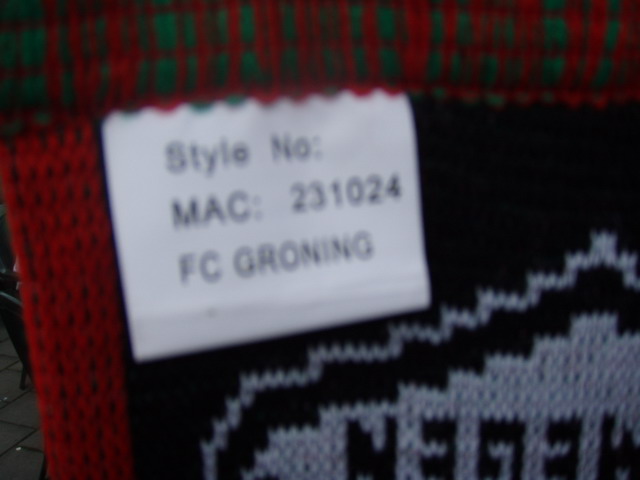 Style No:
MAC: 231024
FC GRONING